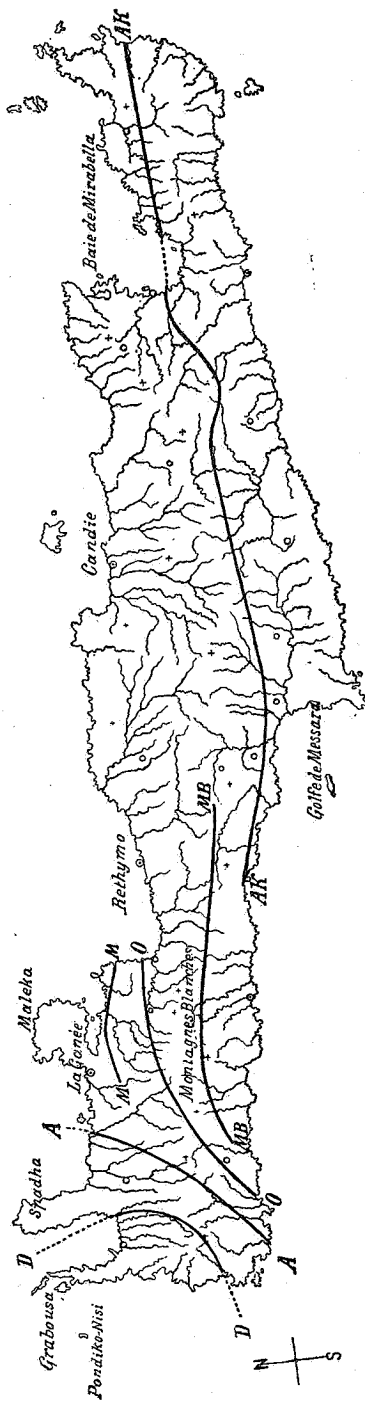 Grabousa
Pondiko-Nisi
D
D
Spadha
A
A
Maleka
La Canée
M
M
O
O
Montagnes Blanches
MB
MB
Rethymo
Candie
Baie de Mirabella
AK
AK
Golfe de Messara
N
S